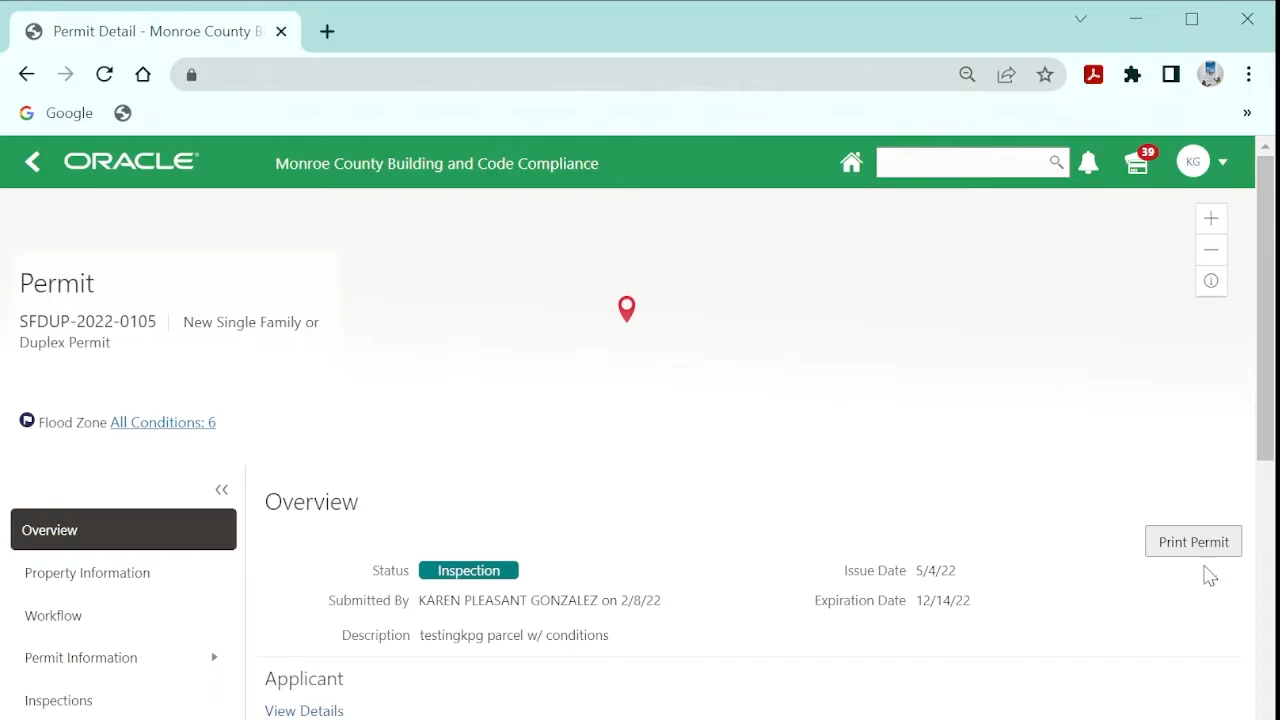 Permit Detail - Monroe County B
Google
»
ORACLE
Monroe County Building and Code Compliance
39
KG
Permit
SFDUP-2022-0105 New Single Family or
Duplex Permit
Flood Zone All Conditions: 6
Overview
Property Information
Workflow
Permit Information
Inspections
Overview
Print Permit
Status Inspection Issue Date 5/4/22
Submitted By KAREN PLEASANT GONZALEZ on 2/8/22 Expiration Date 12/14/22
Description testingkpg parcel w/ conditions
Applicant
View Details